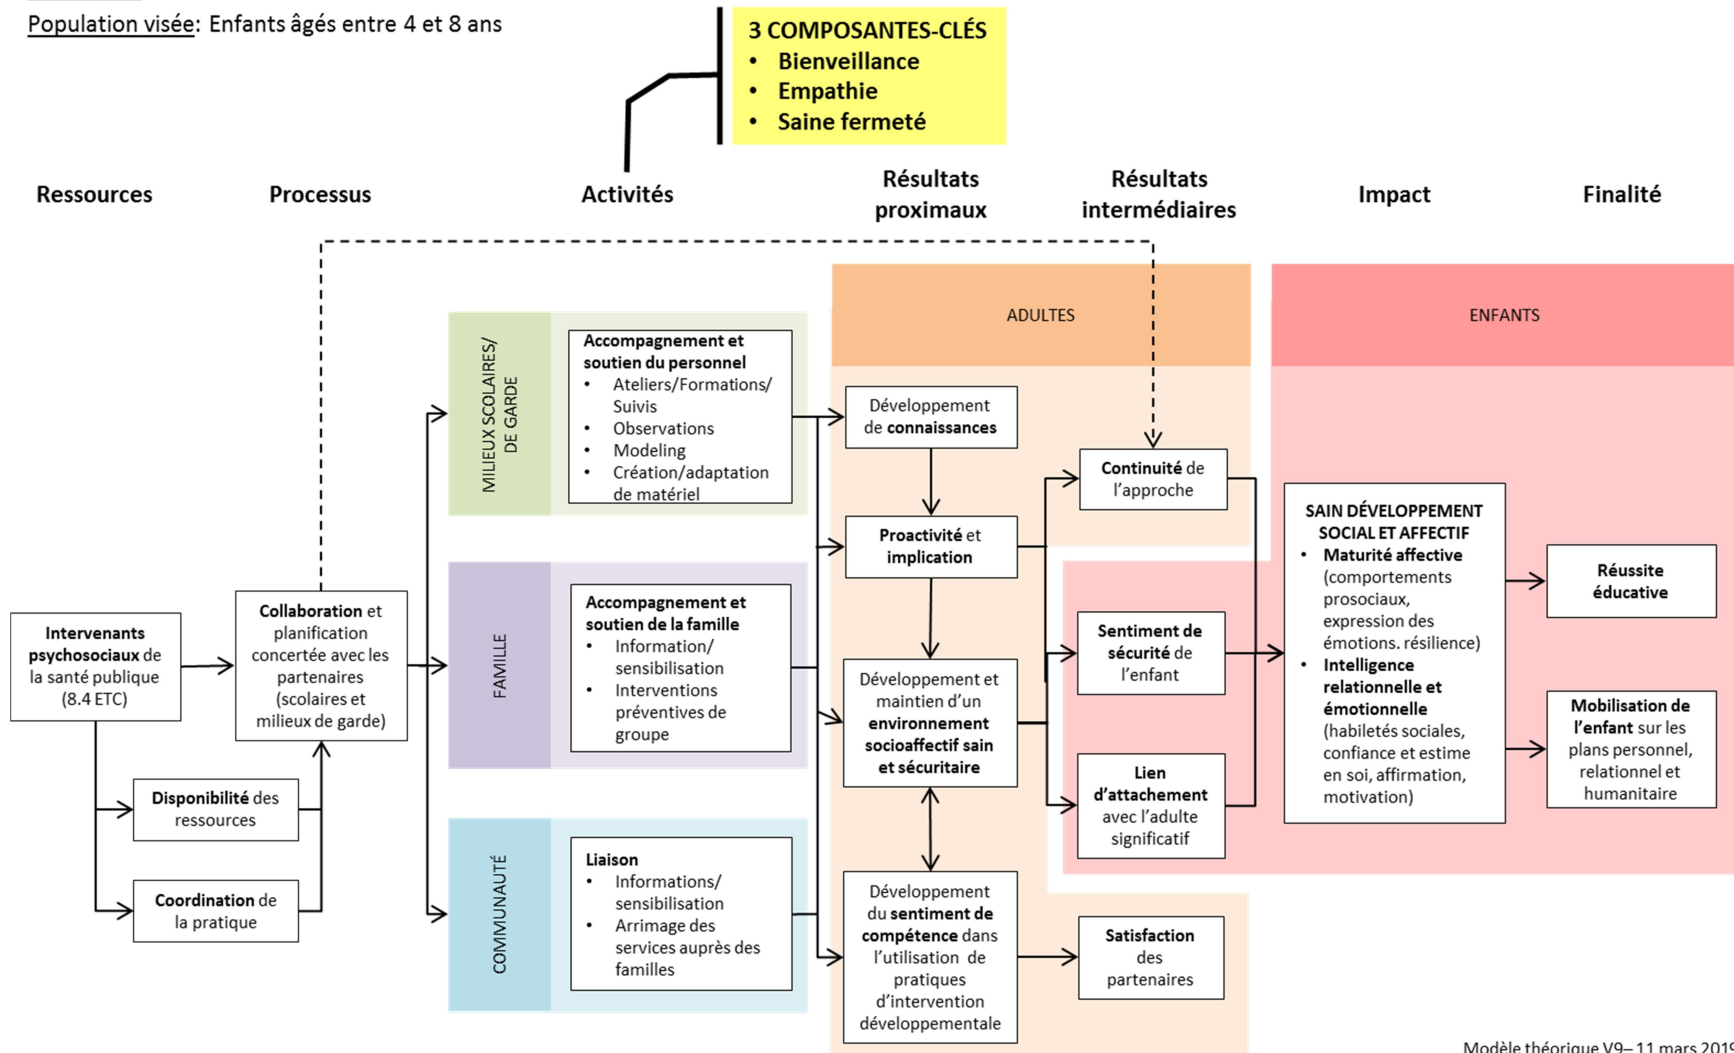 Population visée: Enfants âgés entre 4 et 8 ans
3 COMPOSANTES-CLÉS
• Bienveillance
• Empathie
• Saine fermeté
Ressources
Processus
Activités
Résultats
proximaux
Résultats
intermédiaires
Impact
Finalité
Intervenants
psychosociaux de
la santé publique
(8.4 ETC)
Disponibilité des
ressources
Coordination de
la pratique
Collaboration et
planification
concertée avec les
partenaires
(scolaires et
milieux de garde)
MILIEUX SCOLAIRES/
DE GARDE
Accompagnement et
soutien du personnel
• Ateliers/Formations/
Suivis
• Observations
• Modeling
• Création/adaptation
de matériel
FAMILLE
Accompagnement et
soutien de la famille
• Information/
sensibilisation
• Interventions
préventives de
groupe
COMMUNAUTÉ
Liaison
• Informations/
sensibilisation
• Arrimage des
services auprès des
familles
ADULTES
Développement
de connaissances
Proactivité et
implication
Développement et
maintien d'un
environnement
socioaffectif sain
et sécuritaire
Développement
du sentiment de
compétence dans
l'utilisation de
pratiques
d'intervention
développementale
Continuité de
l'approche
Sentiment de
sécurité de
l'enfant
Lien
d'attachement
avec l'adulte
significatif
Satisfaction
des
partenaires
ENFANTS
SAIN DÉVELOPPEMENT
SOCIAL ET AFFECTIF
• Maturité affective
(comportements
prosociaux,
expression des
émotions. résilience)
• Intelligence
relationnelle et
émotionnelle
(habiletés sociales,
confiance et estime
en soi, affirmation,
motivation)
Réussite
éducative
Mobilisation de
l'enfant sur les
plans personnel,
relationnel et
humanitaire
Modèle théorique V9– 11 mars 2019